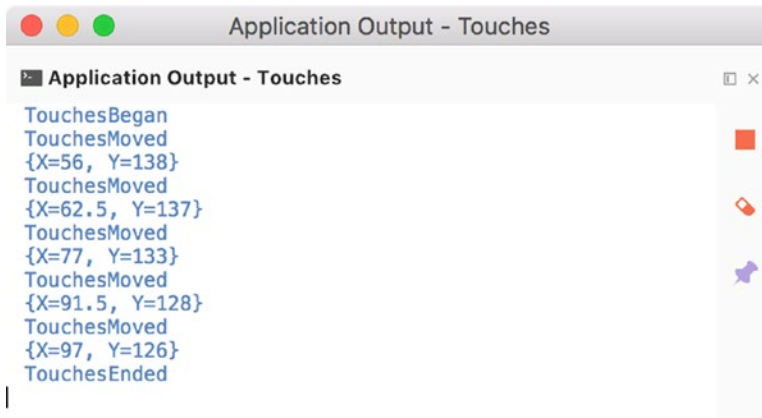 Application Output - Touches
Application Output - Touches
TouchesBegan
TouchesMoved
{X=56, Y=138}
TouchesMoved
{X=62.5, Y=137}
TouchesMoved
{X=77, Y=133}
TouchesMoved
{X=91.5, Y=128}
TouchesMoved
{X=97, Y=126}
TouchesEnded